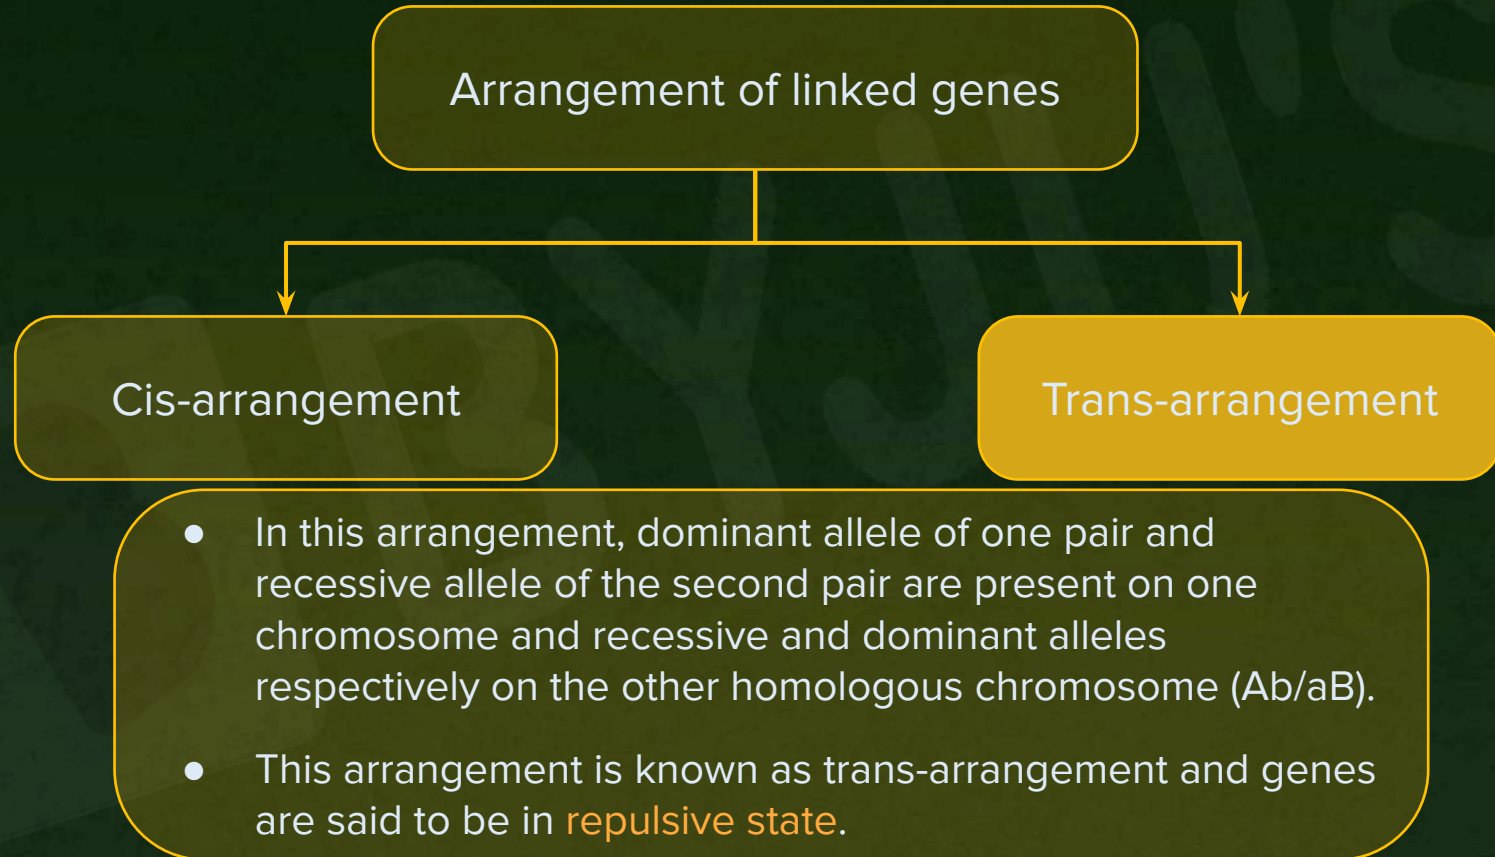 Arrangement of linked genes
Cis-arrangement
Trans-arrangement
● In this arrangement, dominant allele of one pair and
recessive allele of the second pair are present on one
chromosome and recessive and dominant alleles
respectively on the other homologous chromosome (Ab/aB).
● This arrangement is known as trans-arrangement and genes
are said to be in repulsive state.
BYJU'S